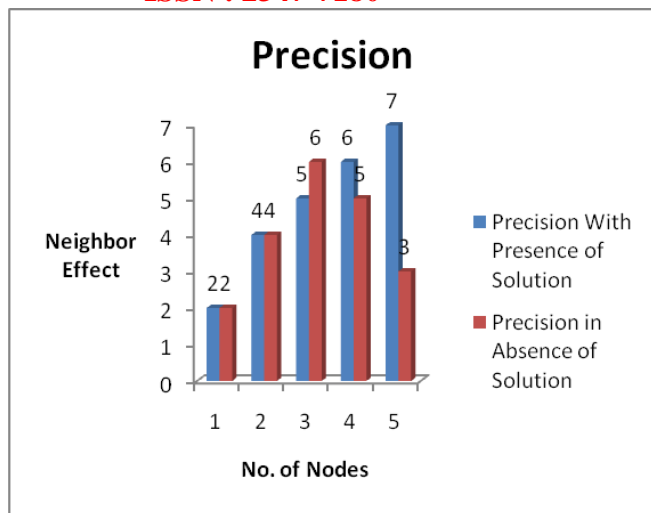 Precision
7
6
5
4
3
2
1
0
22
44
5
6
6
5
7
3
Neighbor
Effect
1 2 3 4 5
No. of Nodes
Precision With
Presence of
Solution
Precision in
Absence of
Solution